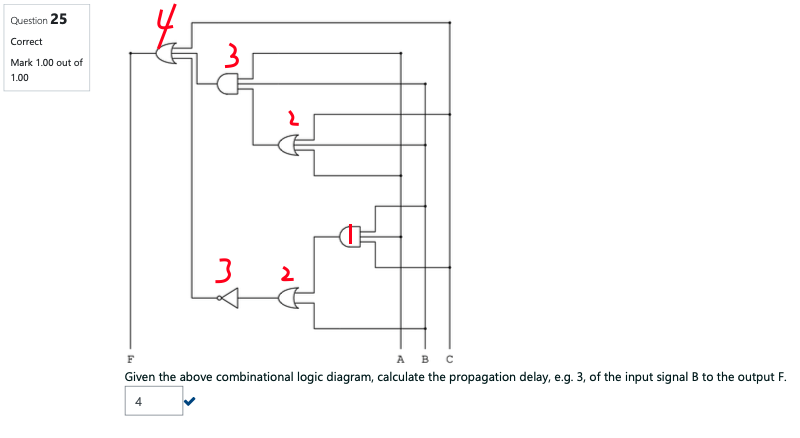 Question 25
Correct
Mark 1.00 out of
1.00
4
3
2
1
3 2
F A B C
Given the above combinational logic diagram, calculate the propagation delay, e.g. 3, of the input signal B to the output F.
4